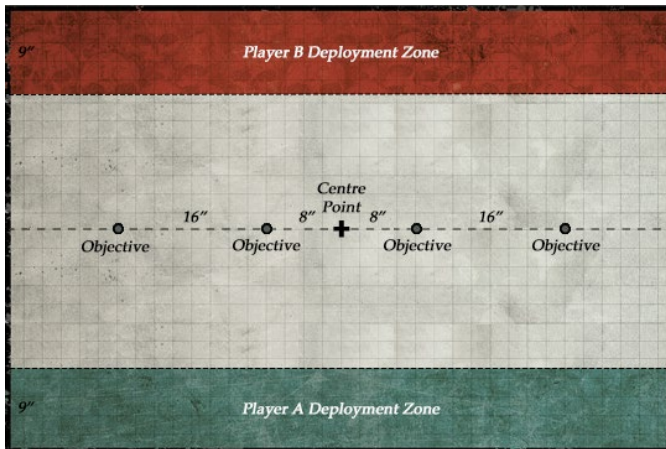 9″
Player B Deployment Zone
Centre
Point
16″
8″
8″
16″
Objective
Objective
Objective
Objective
9″
Player A Deployment Zone